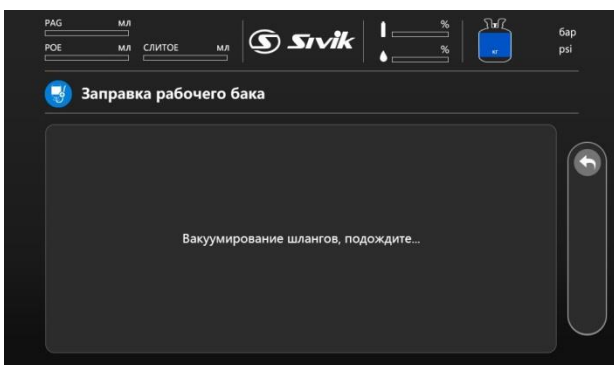 PAG мл
POE мл СЛИТОЕ мл
Sivik
%
%
кг
бар
psi
Заправка рабочего бака
Вакуумирование шлангов, подождите...